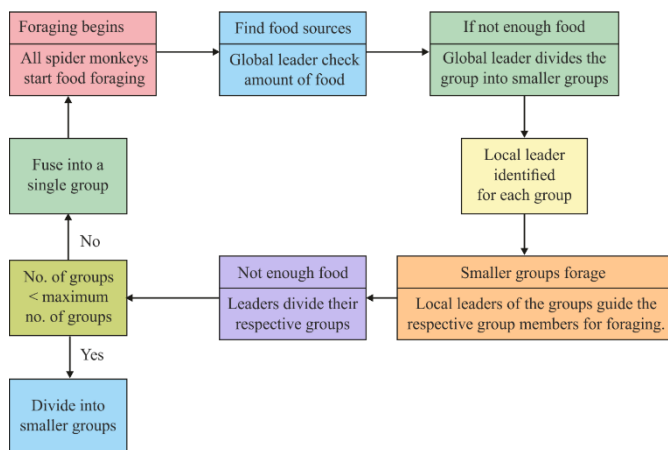 Foraging begins
All spider monkeys
start food foraging
Find food sources
Global leader check
amount of food
If not enough food
Global leader divides the
group into smaller groups
Local leader
identified
for each group
Smaller groups forage
Local leaders of the groups guide the
respective group members for foraging.
Not enough food
Leaders divide their
respective groups
No. of groups
< maximum
no. of groups
No
Fuse into a
single group
Yes
Divide into
smaller groups